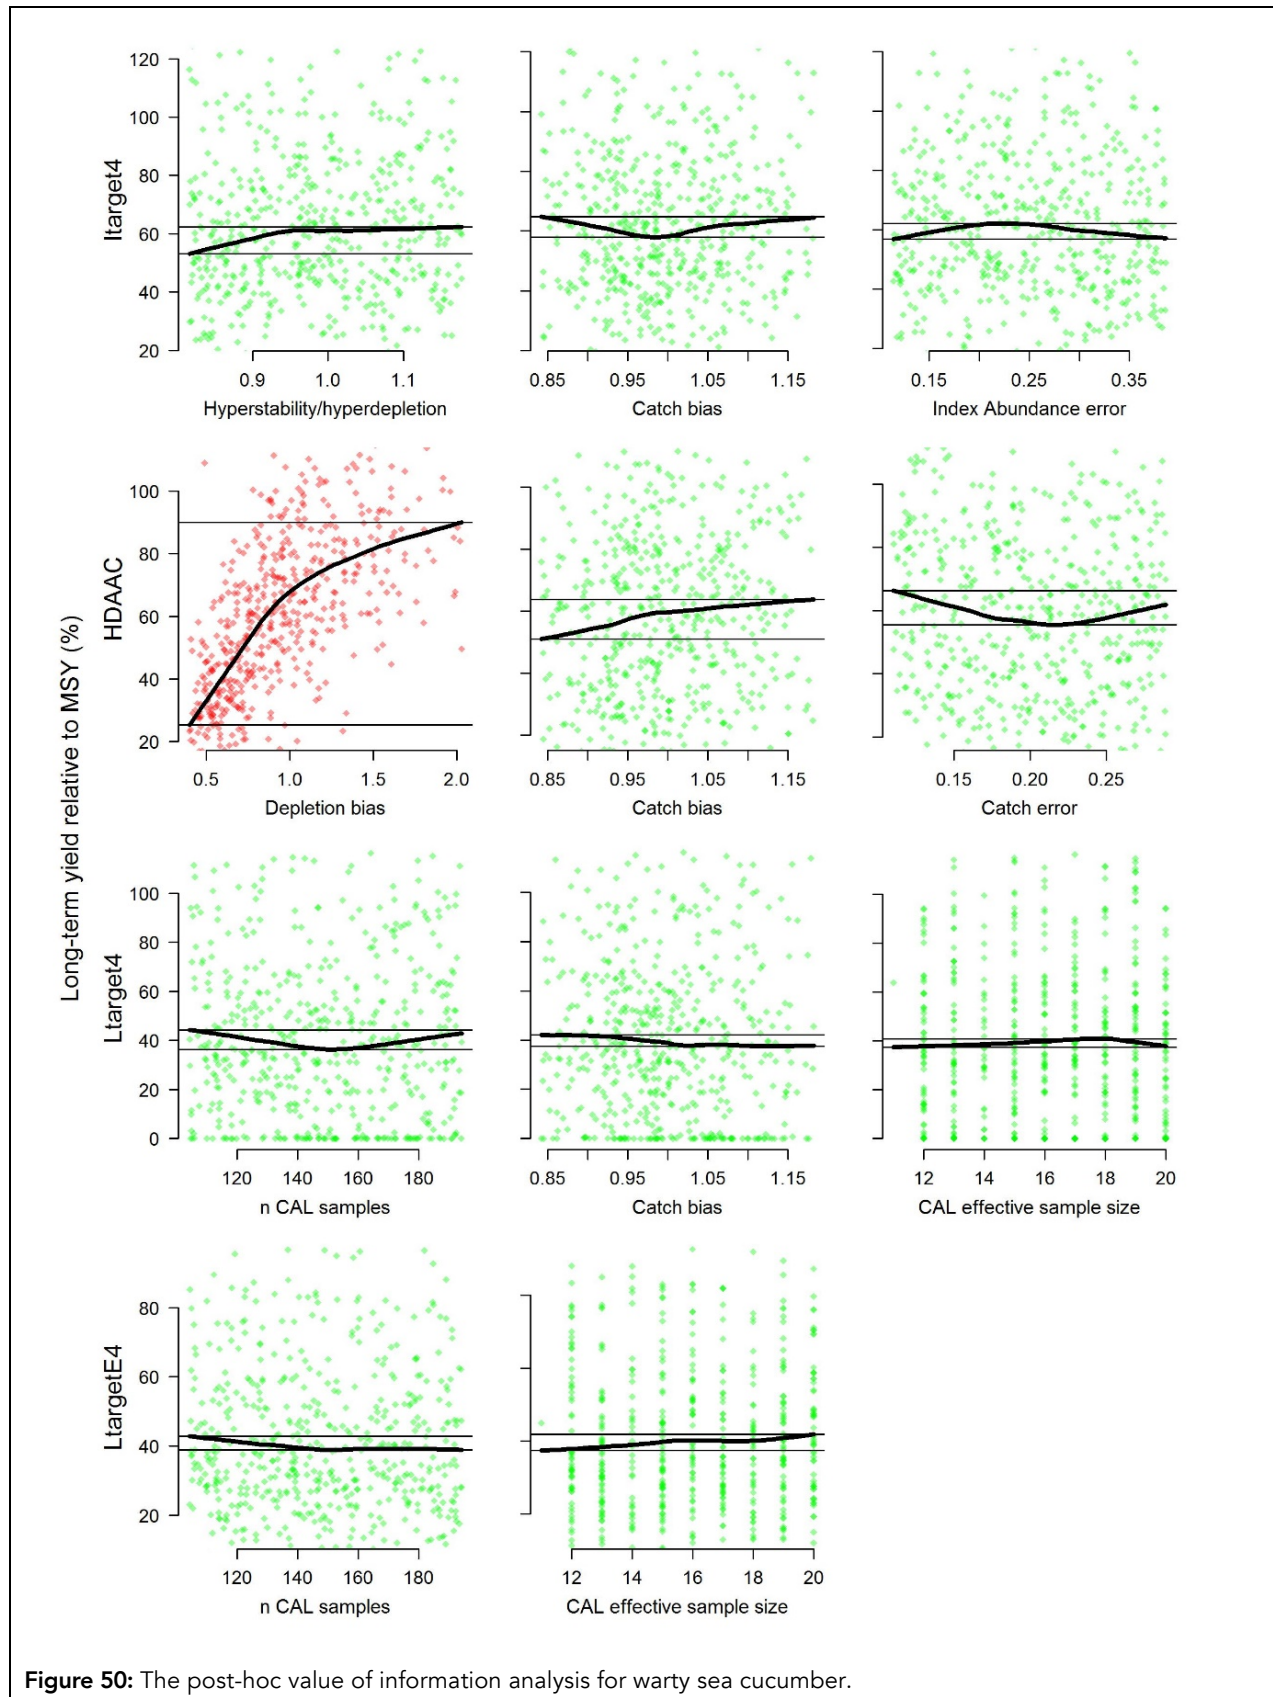 Long-term yield relative to MSY (%)
Itarget4
120
100
80
60
40
20
0.9 1.0 1.1
Hyperstability/hyperdepletion
0.85 0.95 1.05 1.15
Catch bias
0.15 0.25 0.35
Index Abundance error
HDAAC
100
80
60
40
20
0.5 1.0 1.5 2.0
Depletion bias
0.85 0.95 1.05 1.15
Catch bias
0.15 0.20 0.25
Catch error
Ltarget4
100
80
60
40
20
0
120 140 160 180
n CAL samples
0.85 0.95 1.05 1.15
Catch bias
12 14 16 18 20
CAL effective sample size
LtargetE4
80
60
40
20
120 140 160 180
n CAL samples
12 14 16 18 20
CAL effective sample size
Figure 50: The post-hoc value of information analysis for warty sea cucumber.